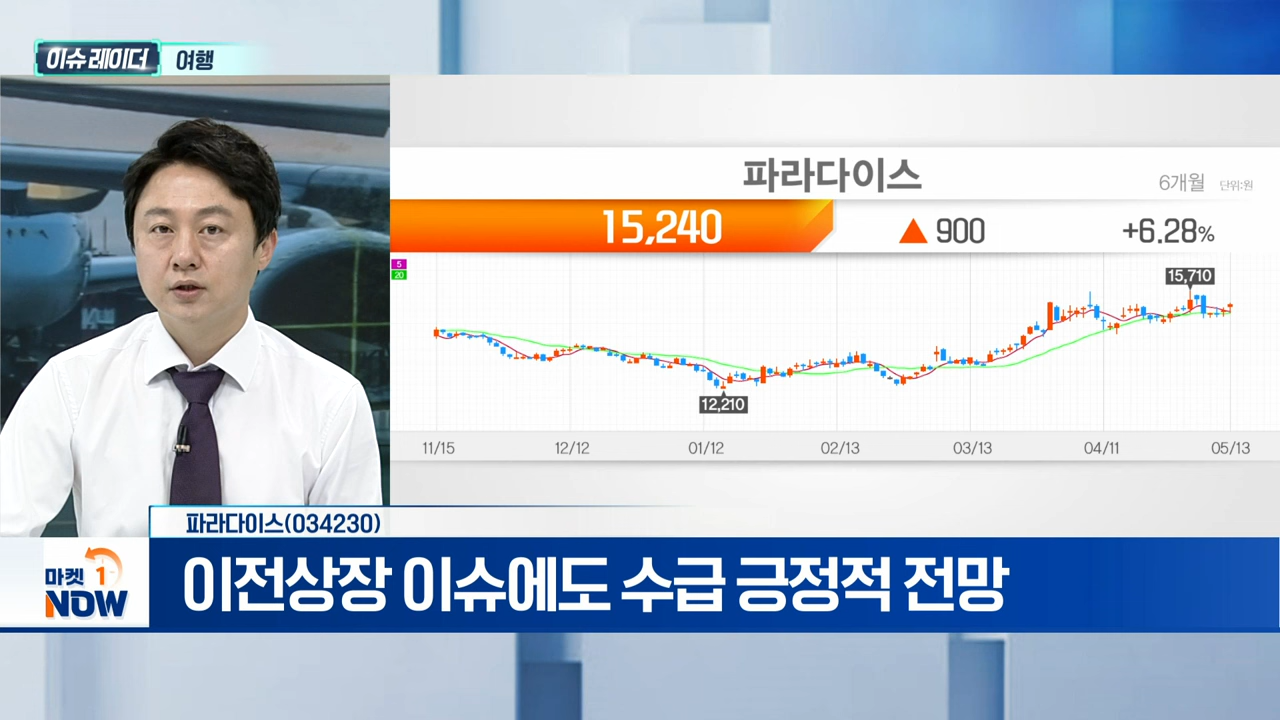 이슈 레이더 여행
파라다이스
6개월 단위:원
15,240 ▲ 900 +6.28%
5
20
15,710
12,210
11/15 12/12 01/12 02/13 03/13 04/11 05/13
파라다이스(034230)
마켓 1
NOW
이전상장 이슈에도 수급 긍정적 전망